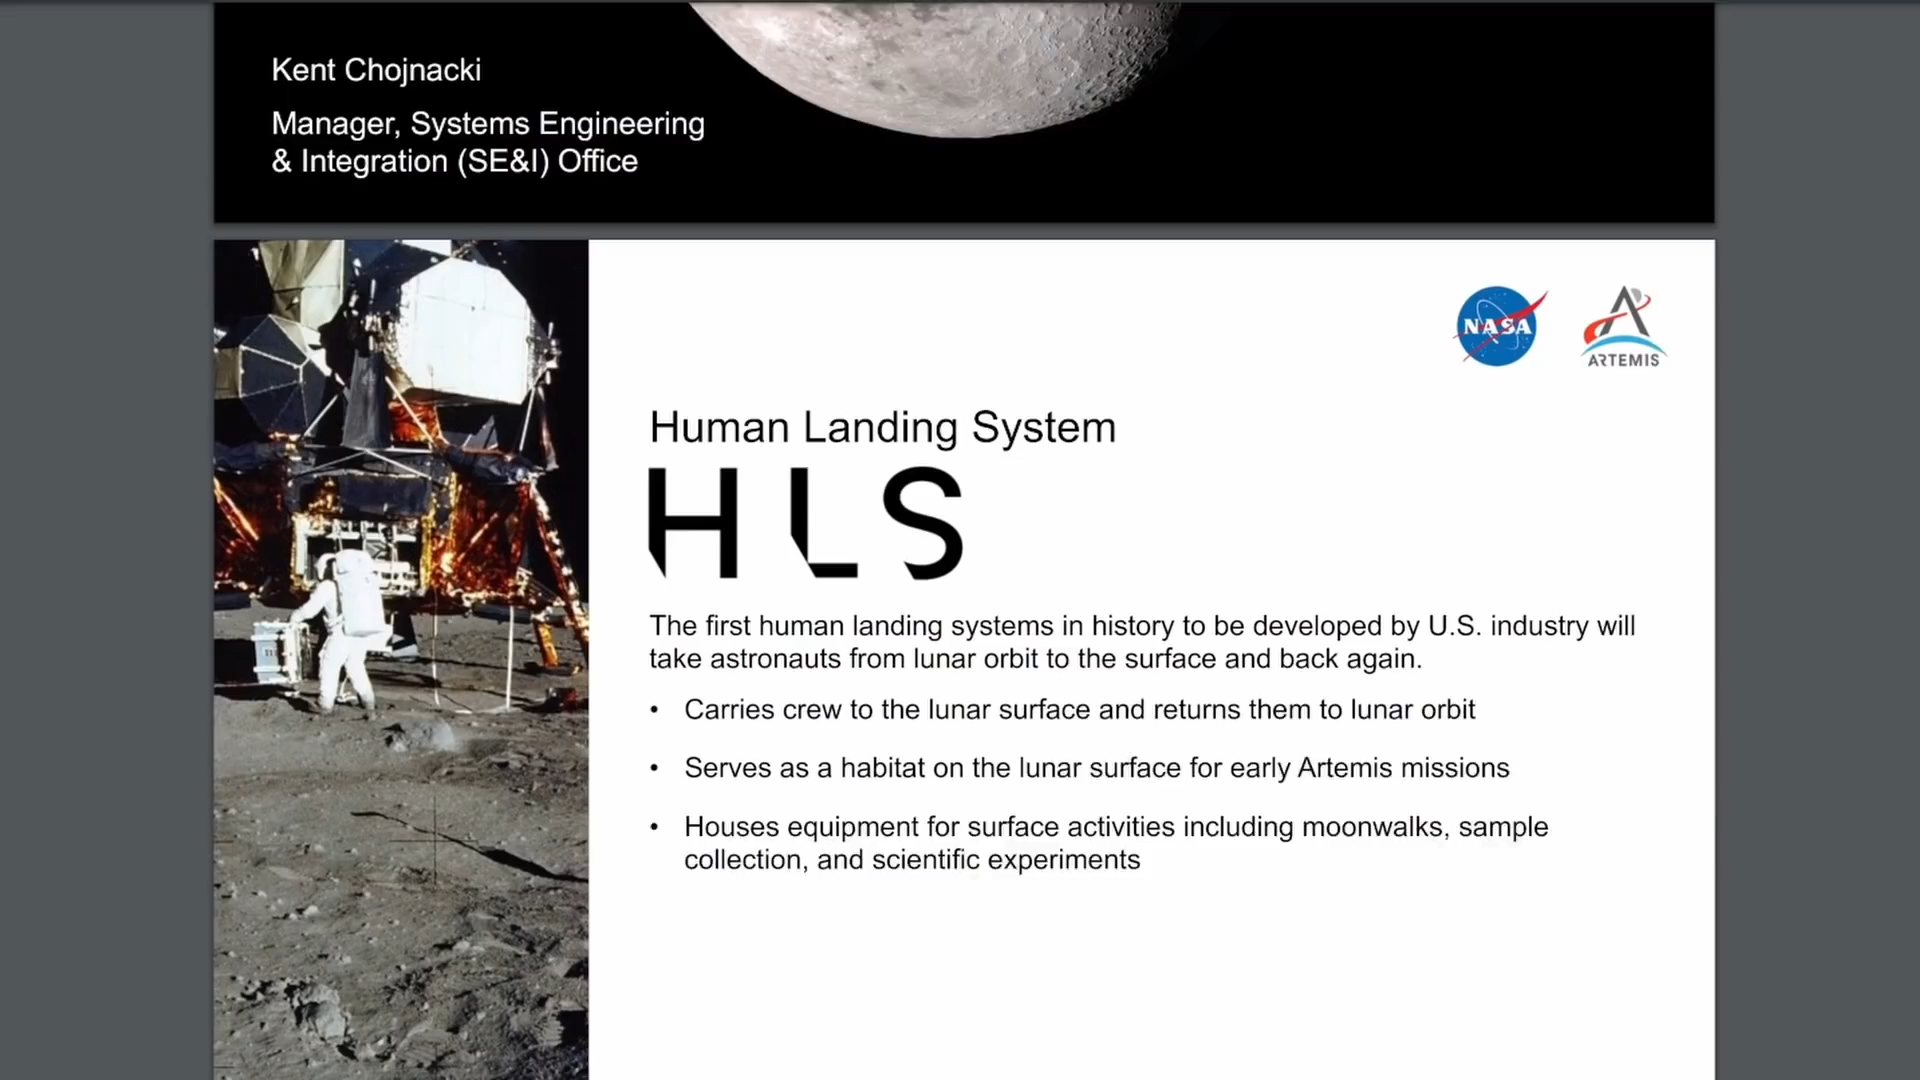 Kent Chojnacki
Manager, Systems Engineering
& Integration (SE&I) Office
NASA
ARTEMIS
Human Landing System
HLS
The first human landing systems in history to be developed by U.S. industry will
take astronauts from lunar orbit to the surface and back again.
• Carries crew to the lunar surface and returns them to lunar orbit
• Serves as a habitat on the lunar surface for early Artemis missions
• Houses equipment for surface activities including moonwalks, sample
collection, and scientific experiments